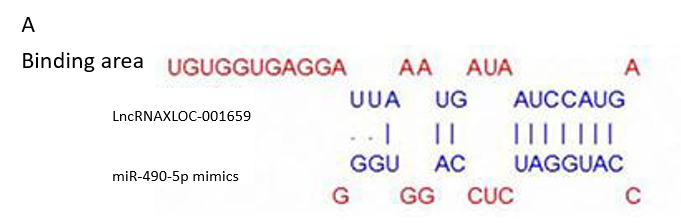 A
Binding area UGUGGUGAGGA AA AUA A
UUA UG AUCCAUG
LncRNAXLOC-001659
GGU AC UAGGUAC
miR-490-5p mimics
G GG CUC C